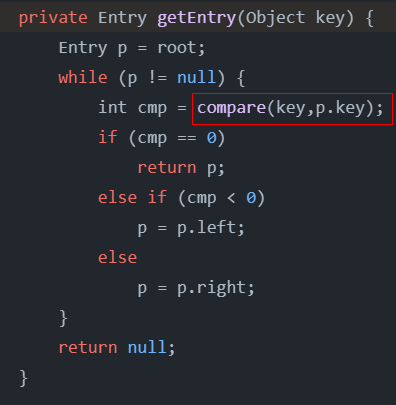 private Entry getEntry(Object key) {
    Entry p = root;
    while (p != null) {
        int cmp = compare(key,p.key);
        if (cmp == 0)
            return p;
        else if (cmp < 0)
            p = p.left;
        else
            p = p.right;
    }
    return null;
}